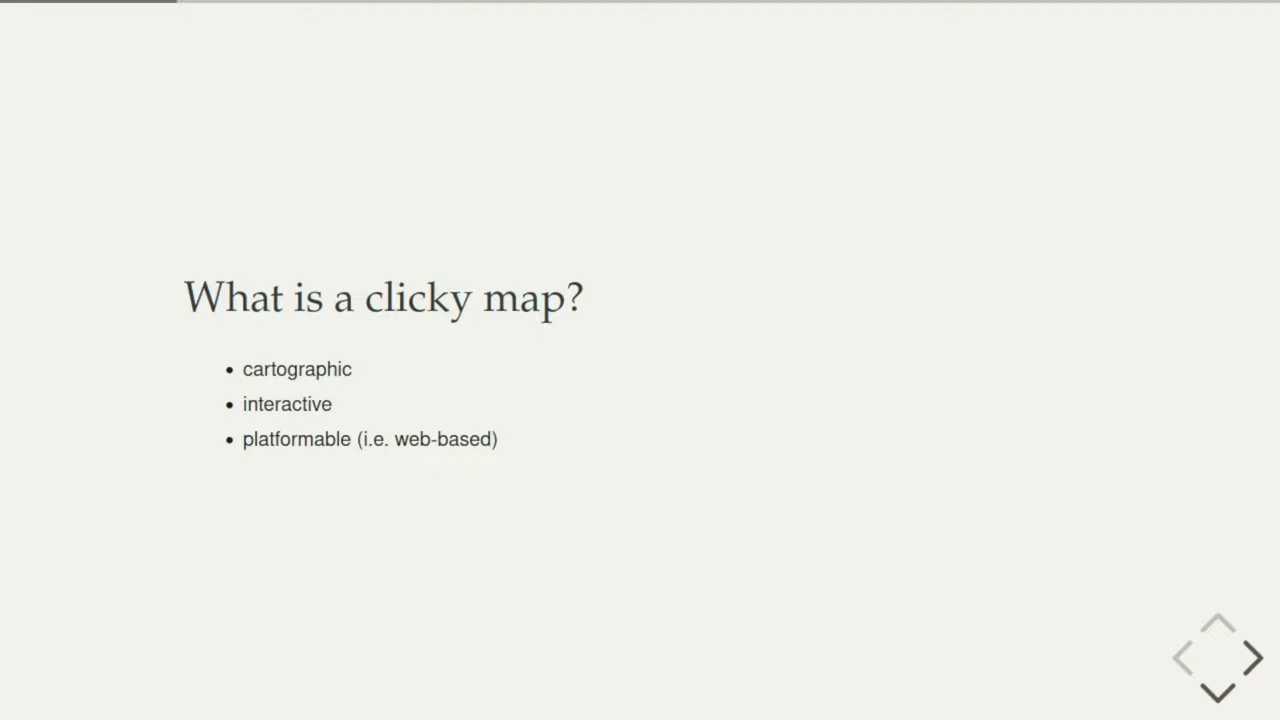 What is a clicky map?
• cartographic
• interactive
• platformable (i.e. web-based)